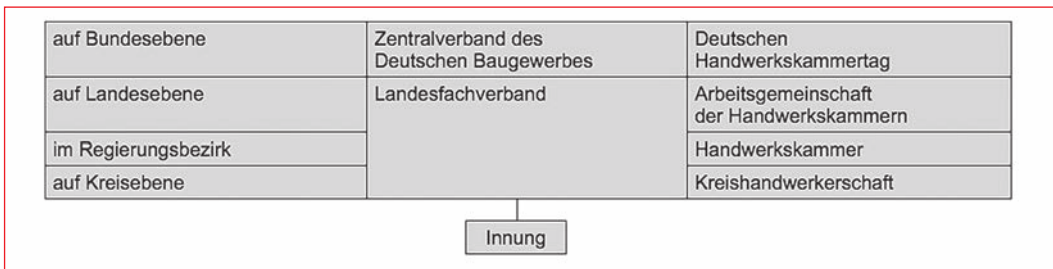 auf Bundesebene
Zentralverband des
Deutschen Baugewerbes
Deutschen
Handwerkskammertag
auf Landesebene
Landesfachverband
Arbeitsgemeinschaft
der Handwerkskammern
im Regierungsbezirk
Handwerkskammer
auf Kreisebene
Kreishandwerkerschaft
Innung